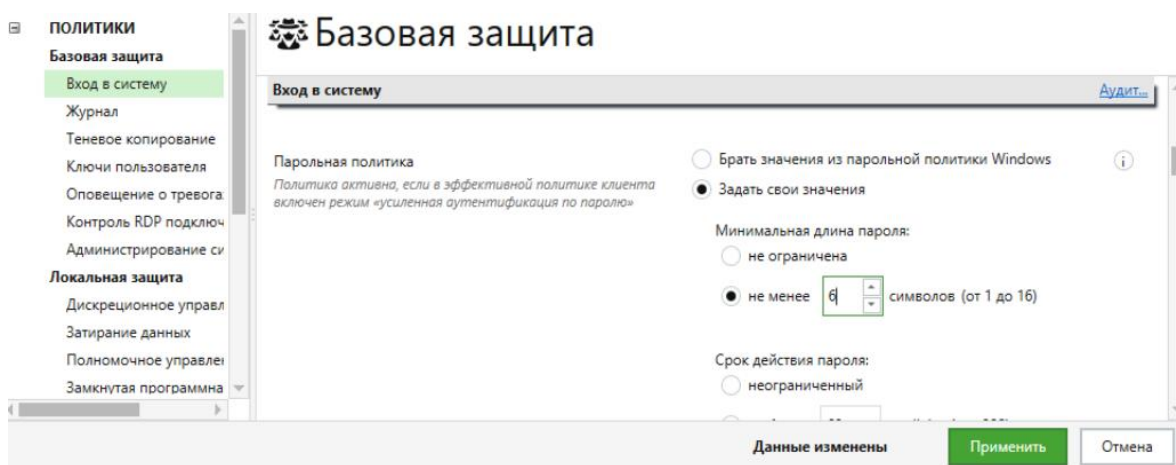 ПОЛИТИКИ
Базовая защита
Вход в систему
Журнал
Теневое копирование
Ключи пользователя
Оповещение о тревога
Контроль RDP подключ
Администрирование си
Локальная защита
Дискреционное управл
Затирание данных
Полномочное управле
Замкнутая программна
Базовая защита
Вход в систему Аудит...
Парольная политика
Политика активна, если в эффективной политике клиента
включен режим «усиленная аутентификация по паролю»
Брать значения из парольной политики Windows
Задать свои значения
Минимальная длина пароля:
не ограничена
не менее 6 символов (от 1 до 16)
Срок действия пароля:
неограниченный
Данные изменены Применить Отмена